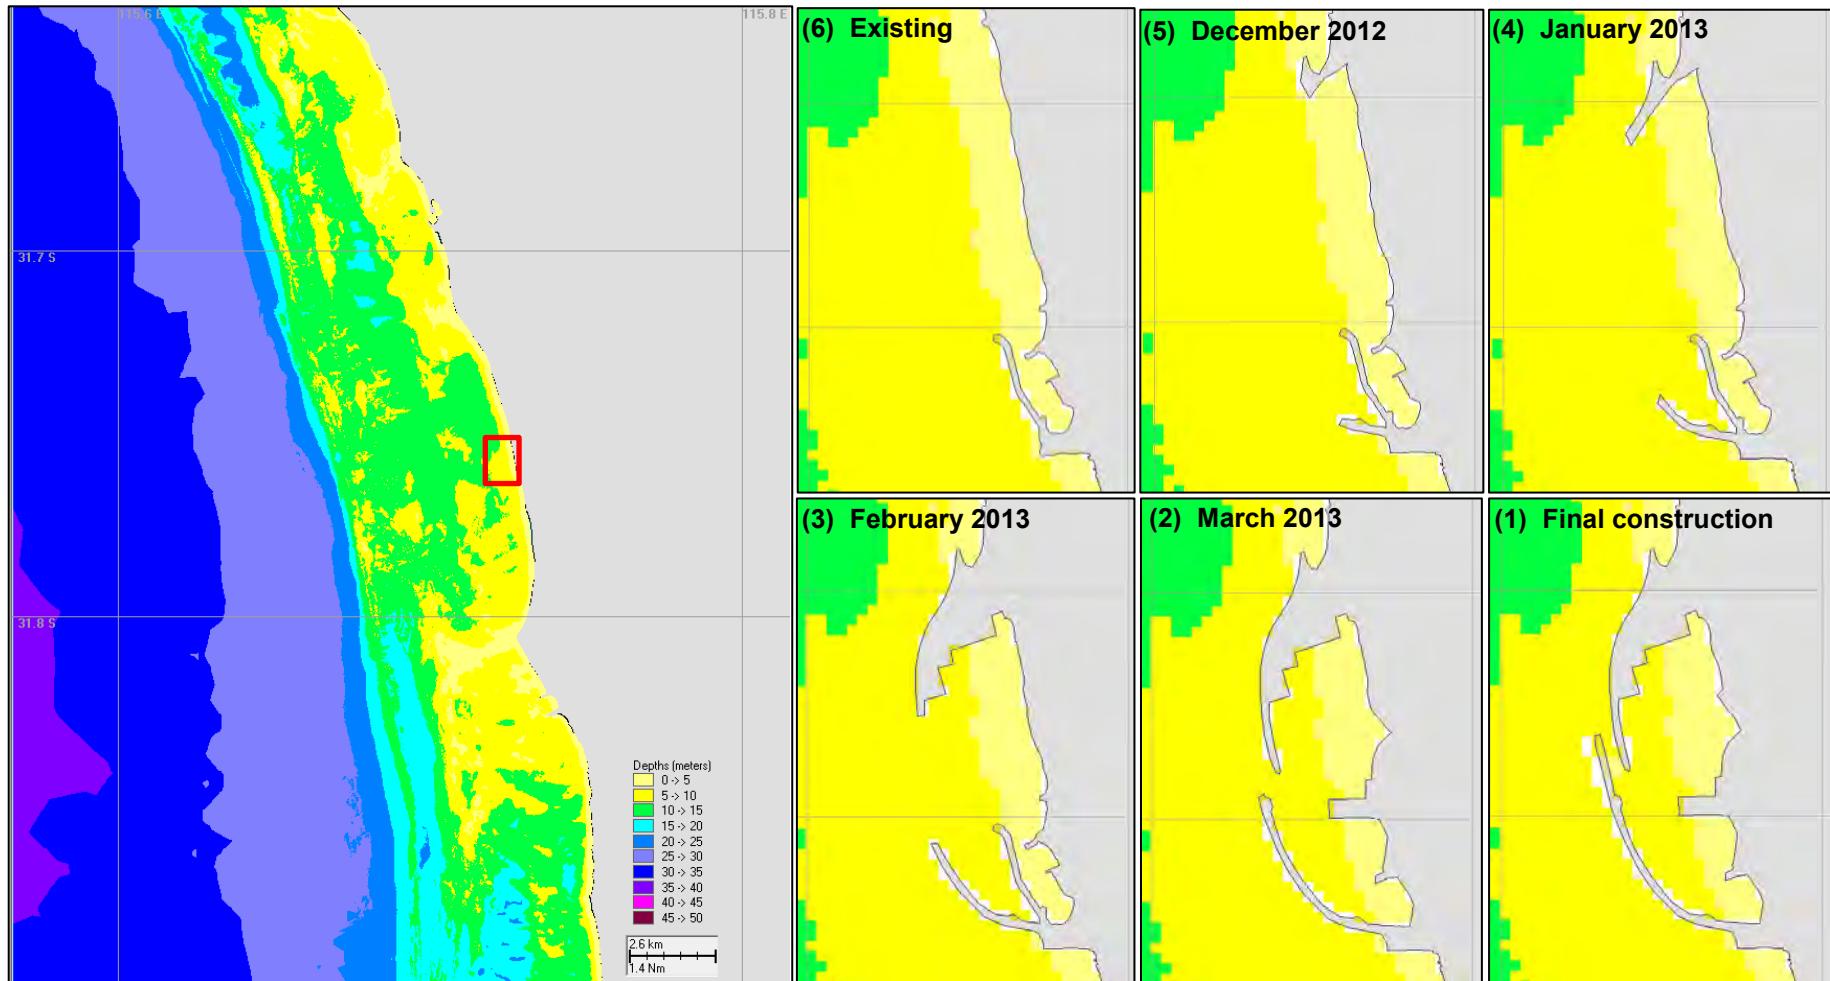 115.6 E
115.8 E
31.7 S
31.8 S
Depths (meters)
0 -> 5
5 -> 10
10 -> 15
15 -> 20
20 -> 25
25 -> 30
30 -> 35
35 -> 40
40 -> 45
45 -> 50
2.6 km
1.4 Nm
(6) Existing
(5) December 2012
(4) January 2013
(3) February 2013
(2) March 2013
(1) Final construction